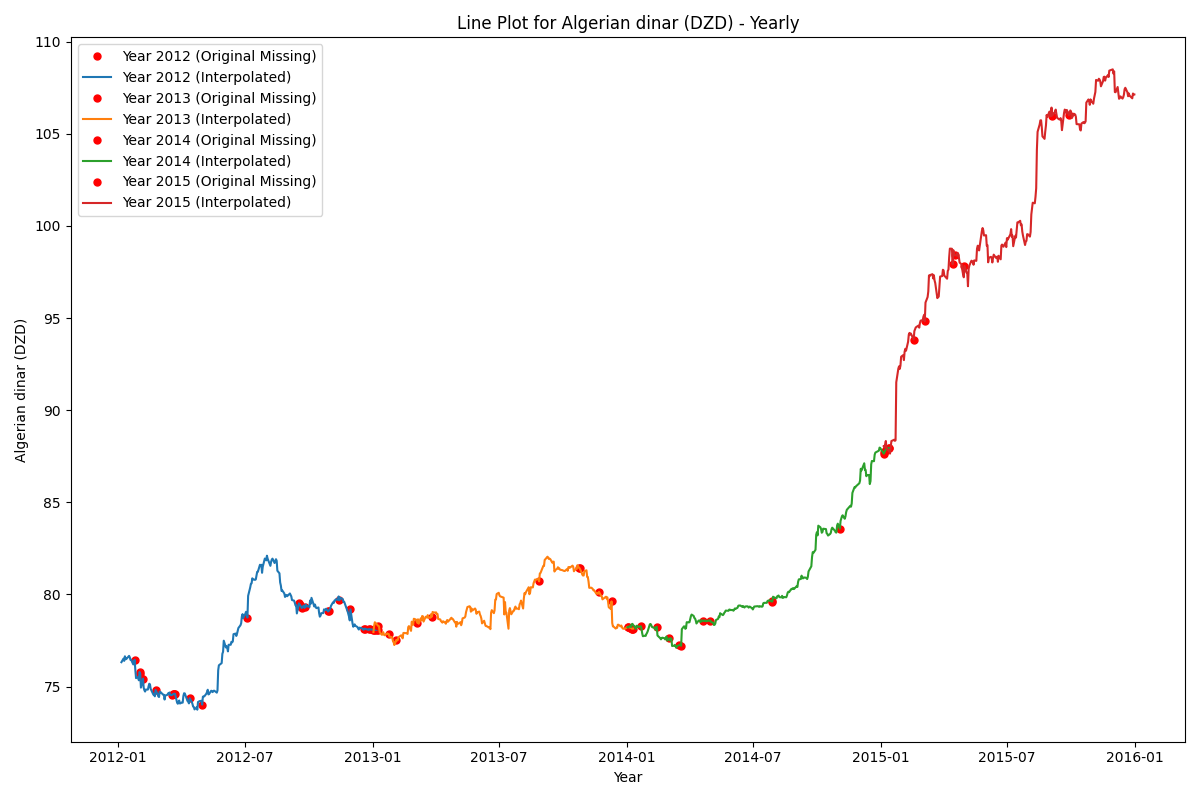 Line Plot for Algerian dinar (DZD) - Yearly
110
105
100
95
90
85
80
75
Algerian dinar (DZD)
Year 2012 (Original Missing)
Year 2012 (Interpolated)
Year 2013 (Original Missing)
Year 2013 (Interpolated)
Year 2014 (Original Missing)
Year 2014 (Interpolated)
Year 2015 (Original Missing)
Year 2015 (Interpolated)
2012-01 2012-07 2013-01 2013-07 2014-01 2014-07 2015-01 2015-07 2016-01
Year